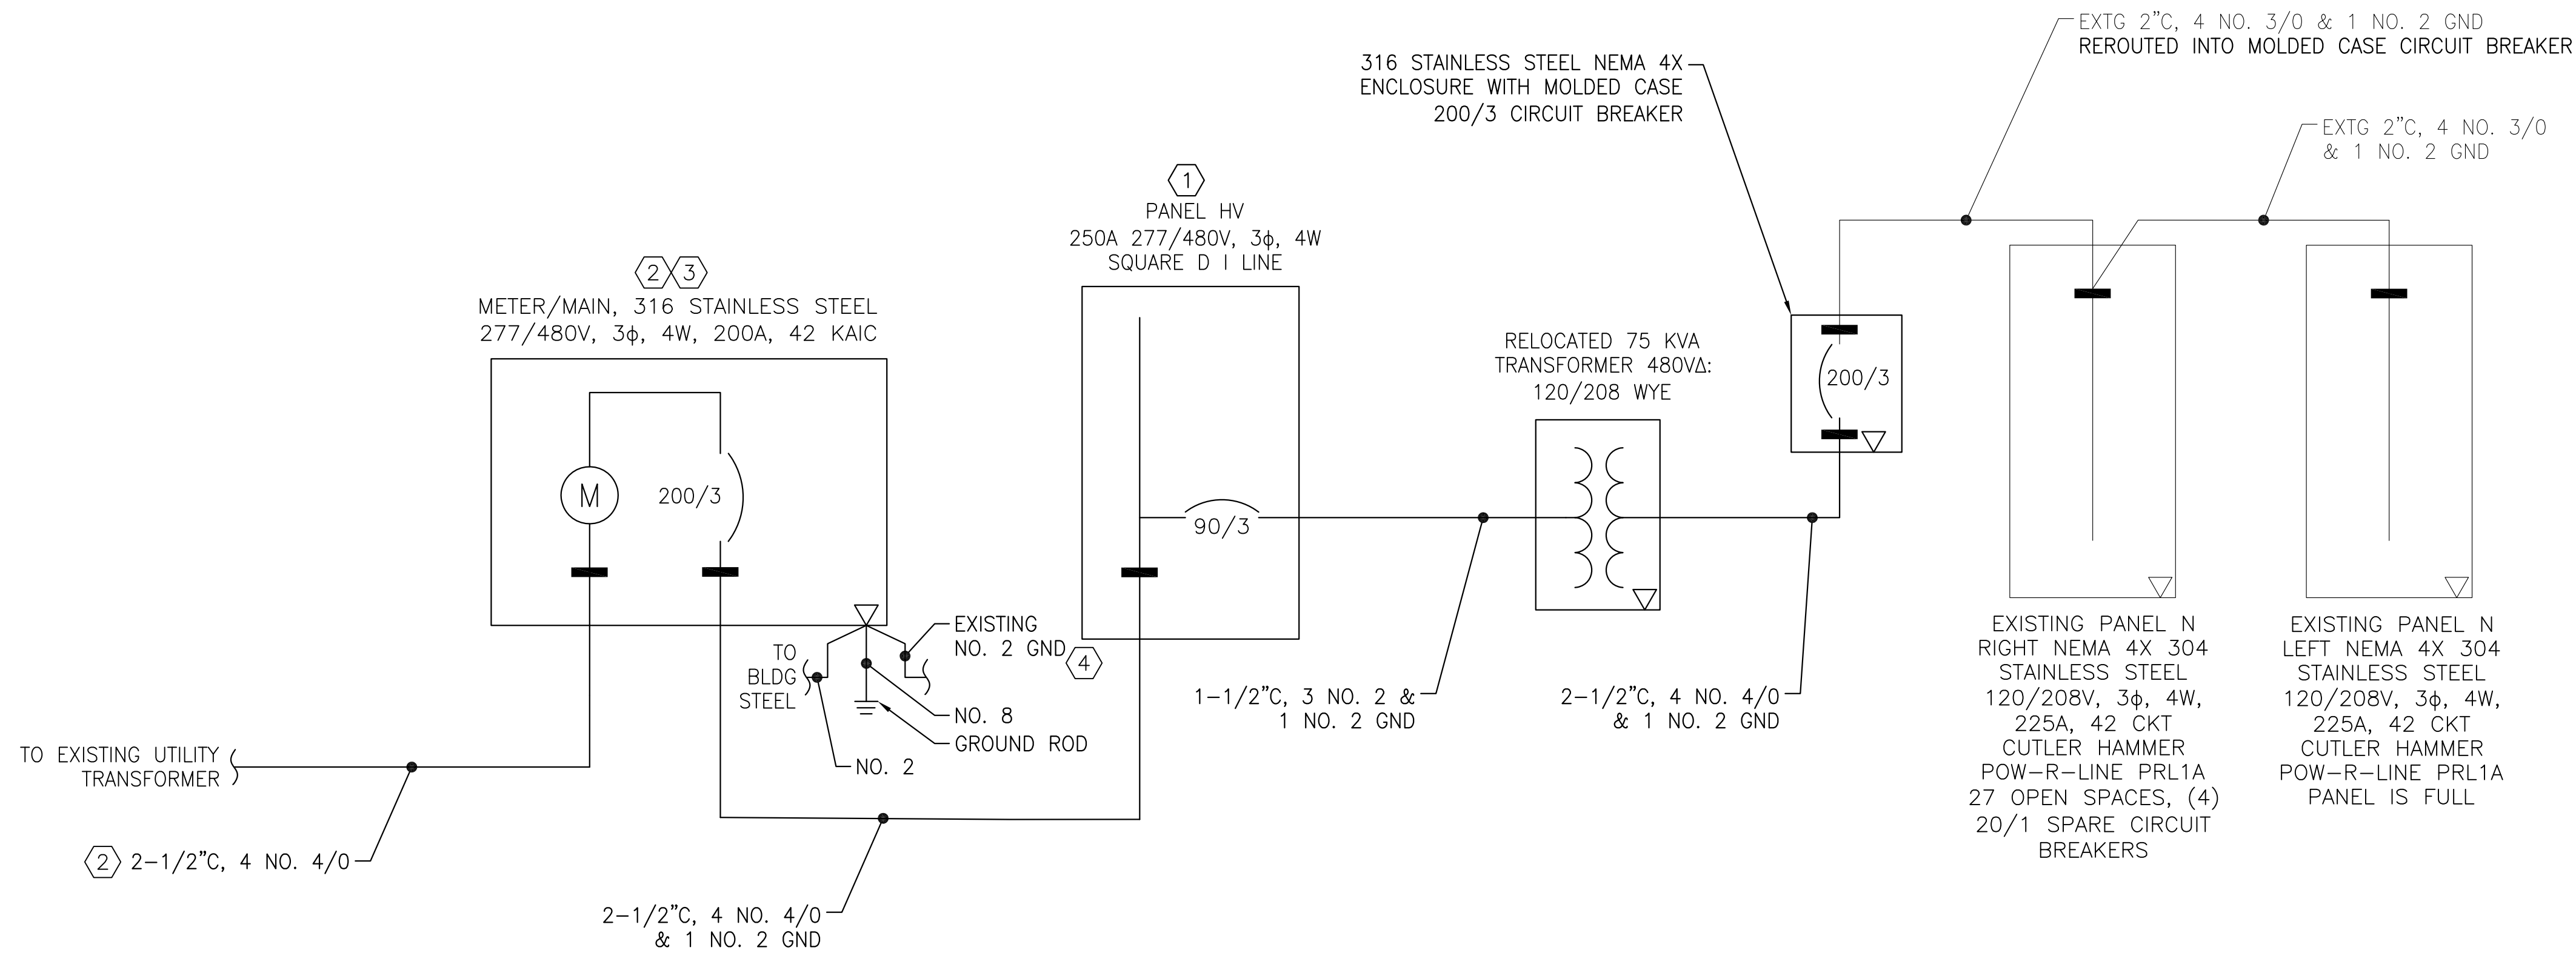 EXTG 2"C, 4 NO. 3/0 & 1 NO. 2 GND
REROUTED INTO MOLDED CASE CIRCUIT BREAKER
316 STAINLESS STEEL NEMA 4X
ENCLOSURE WITH MOLDED CASE
200/3 CIRCUIT BREAKER
EXTG 2"C, 4 NO. 3/0
& 1 NO. 2 GND
1
PANEL HV
250A 277/480V, 3ϕ, 4W
SQUARE D I LINE
2 3
METER/MAIN, 316 STAINLESS STEEL
277/480V, 3ϕ, 4W, 200A, 42 KAIC
M
200/3
90/3
RELOCATED 75 KVA
TRANSFORMER 480VΔ:
120/208 WYE
200/3
TO
BLDG
STEEL
EXISTING
NO. 2 GND
4
NO. 8
GROUND ROD
NO. 2
1-1/2"C, 3 NO. 2 &
1 NO. 2 GND
2-1/2"C, 4 NO. 4/0
& 1 NO. 2 GND
EXISTING PANEL N
RIGHT NEMA 4X 304
STAINLESS STEEL
120/208V, 3ϕ, 4W,
225A, 42 CKT
CUTLER HAMMER
POW-R-LINE PRL1A
27 OPEN SPACES, (4)
20/1 SPARE CIRCUIT
BREAKERS
EXISTING PANEL N
LEFT NEMA 4X 304
STAINLESS STEEL
120/208V, 3ϕ, 4W,
225A, 42 CKT
CUTLER HAMMER
POW-R-LINE PRL1A
PANEL IS FULL
TO EXISTING UTILITY
TRANSFORMER
2 2-1/2"C, 4 NO. 4/0
2-1/2"C, 4 NO. 4/0
& 1 NO. 2 GND